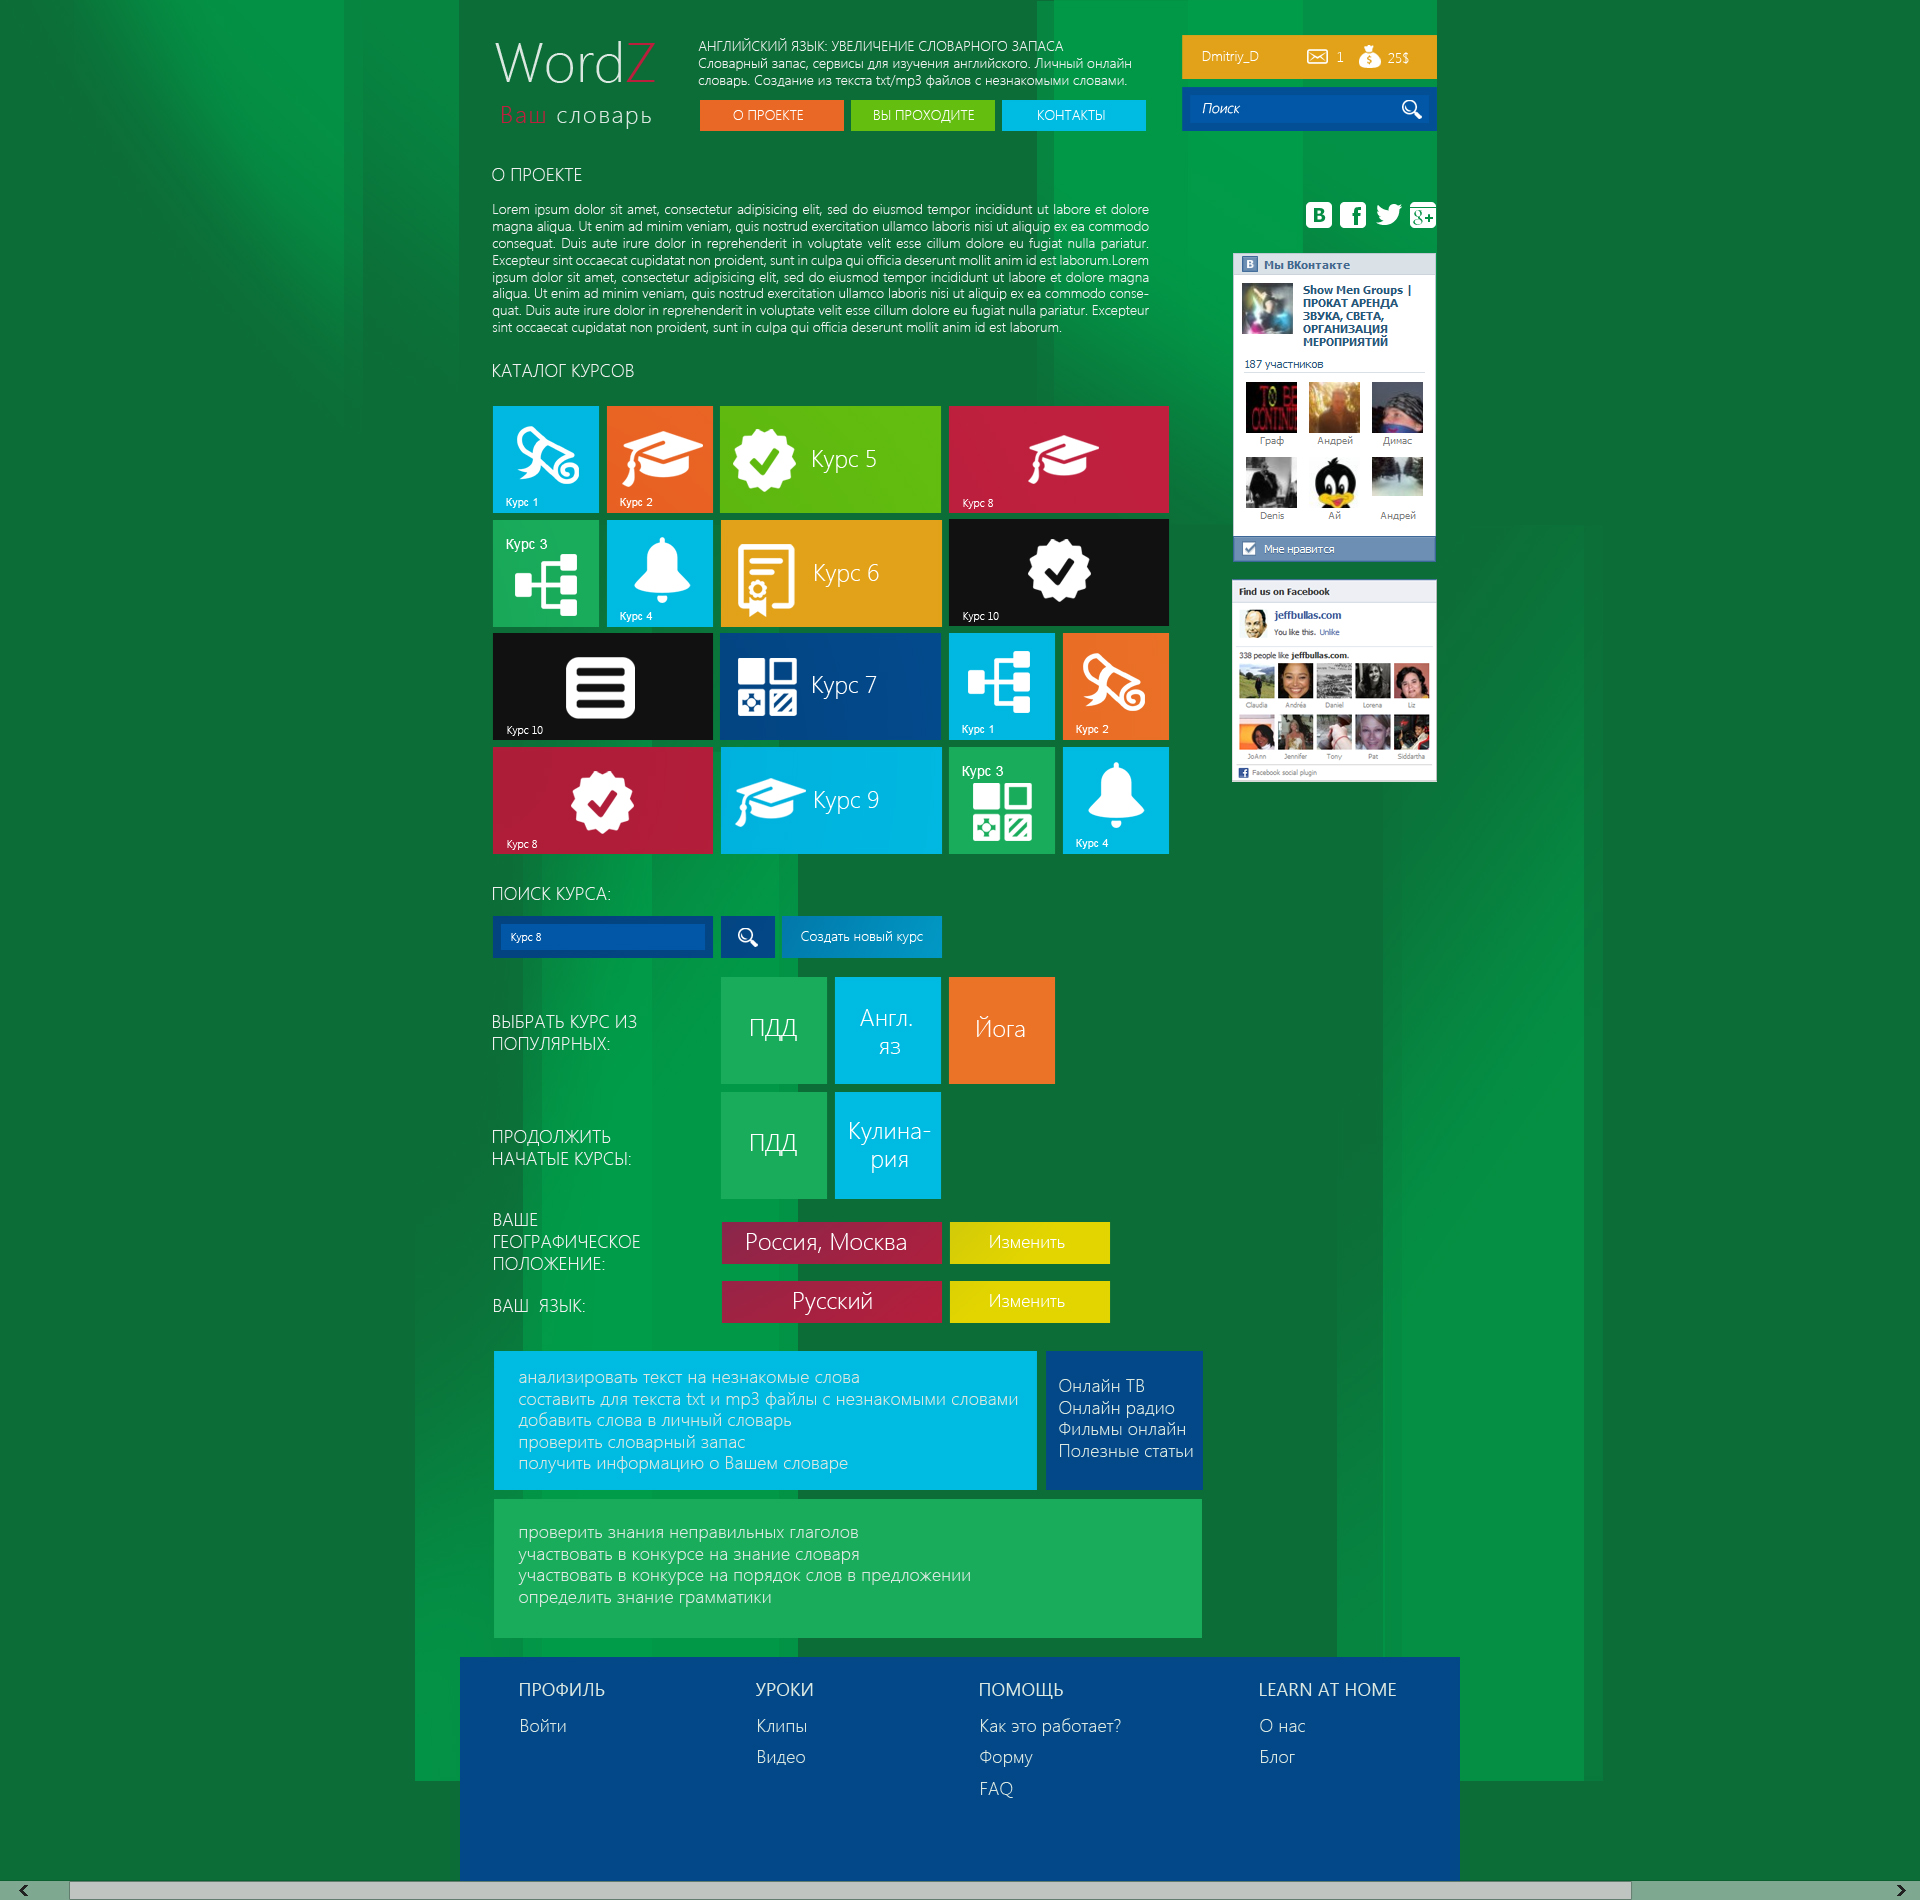 WordZ
Ваш словарь
АНГЛИЙСКИЙ ЯЗЫК: УВЕЛИЧЕНИЕ СЛОВАРНОГО ЗАПАСА
Словарный запас, сервисы для изучения английского. Личный онлайн
словарь. Создание из текста txt/mp3 файлов с незнакомыми словами.
О ПРОЕКТЕ
ВЫ ПРОХОДИТЕ
КОНТАКТЫ
Dmitriy_D
1
25$
Поиск
О ПРОЕКТЕ
Lorem ipsum dolor sit amet, consectetur adipisicing elit, sed do eiusmod tempor incididunt ut labore et dolore
magna aliqua. Ut enim ad minim veniam, quis nostrud exercitation ullamco laboris nisi ut aliquip ex ea commodo
consequat. Duis aute irure dolor in reprehenderit in voluptate velit esse cillum dolore eu fugiat nulla pariatur.
Excepteur sint occaecat cupidatat non proident, sunt in culpa qui officia deserunt mollit anim id est laborum.Lorem
ipsum dolor sit amet, consectetur adipisicing elit, sed do eiusmod tempor incididunt ut labore et dolore magna
aliqua. Ut enim ad minim veniam, quis nostrud exercitation ullamco laboris nisi ut aliquip ex ea commodo conse-
quat. Duis aute irure dolor in reprehenderit in voluptate velit esse cillum dolore eu fugiat nulla pariatur. Excepteur
sint occaecat cupidatat non proident, sunt in culpa qui officia deserunt mollit anim id est laborum.
КАТАЛОГ КУРСОВ
Курс 1
Курс 2
Курс 5
Курс 8
Курс 3
Курс 4
Курс 6
Курс 10
Курс 10
Курс 7
Курс 1
Курс 2
Курс 8
Курс 9
Курс 3
Курс 4
B f g+
B Мы ВКонтакте
Show Men Groups |
ПРОКАТ АРЕНДА
ЗВУКА, СВЕТА,
ОРГАНИЗАЦИЯ
МЕРОПРИЯТИЙ
187 участников
TO BE
CONTINU
Граф Андрей Димас
Denis Ай Андрей
Мне нравится
Find us on Facebook
jeffbullas.com
You like this. Unlike
338 people like jeffbullas.com.
Claudia Andréa Daniel Lorena Liz
JoAnn Jennifer Tony Pat Siddartha
Facebook social plugin
ПОИСК КУРСА:
Курс 8
Создать новый курс
ВЫБРАТЬ КУРС ИЗ
ПОПУЛЯРНЫХ:
ПДД
Англ.
яз
Йога
ПРОДОЛЖИТЬ
НАЧАТЫЕ КУРСЫ:
ПДД
Кулина-
рия
ВАШЕ
ГЕОГРАФИЧЕСКОЕ
ПОЛОЖЕНИЕ:
Россия, Москва
Изменить
ВАШ ЯЗЫК:
Русский
Изменить
анализировать текст на незнакомые слова
составить для текста txt и mp3 файлы с незнакомыми словами
добавить слова в личный словарь
проверить словарный запас
получить информацию о Вашем словаре
Онлайн ТВ
Онлайн радио
Фильмы онлайн
Полезные статьи
проверить знания неправильных глаголов
участвовать в конкурсе на знание словаря
участвовать в конкурсе на порядок слов в предложении
определить знание грамматики
ПРОФИЛЬ
Войти
УРОКИ
Клипы
Видео
ПОМОЩЬ
Как это работает?
Форму
FAQ
LEARN AT HOME
О нас
Блог